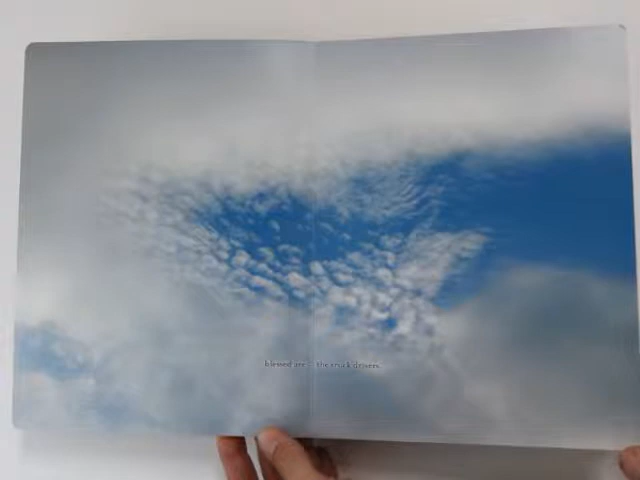 blessed are — the truck drivers